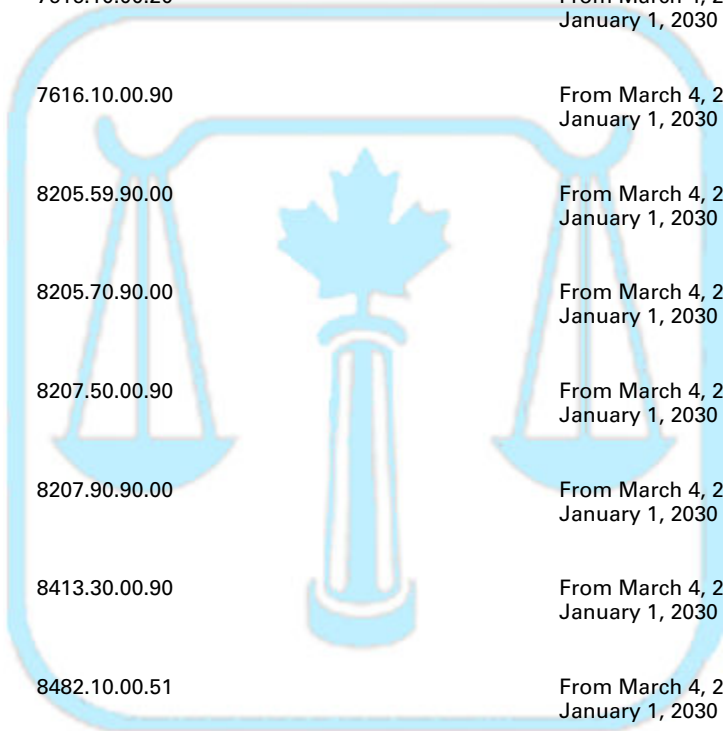 From March 4, 2
January 1, 2030
7616.10.00.90 From March 4, 2
January 1, 2030
8205.59.90.00 From March 4, 2
January 1, 2030
8205.70.90.00 From March 4, 2
January 1, 2030
8207.50.00.90 From March 4, 2
January 1, 2030
8207.90.90.00 From March 4, 2
January 1, 2030
8413.30.00.90 From March 4, 2
January 1, 2030
8482.10.00.51 From March 4, 2
January 1, 2030